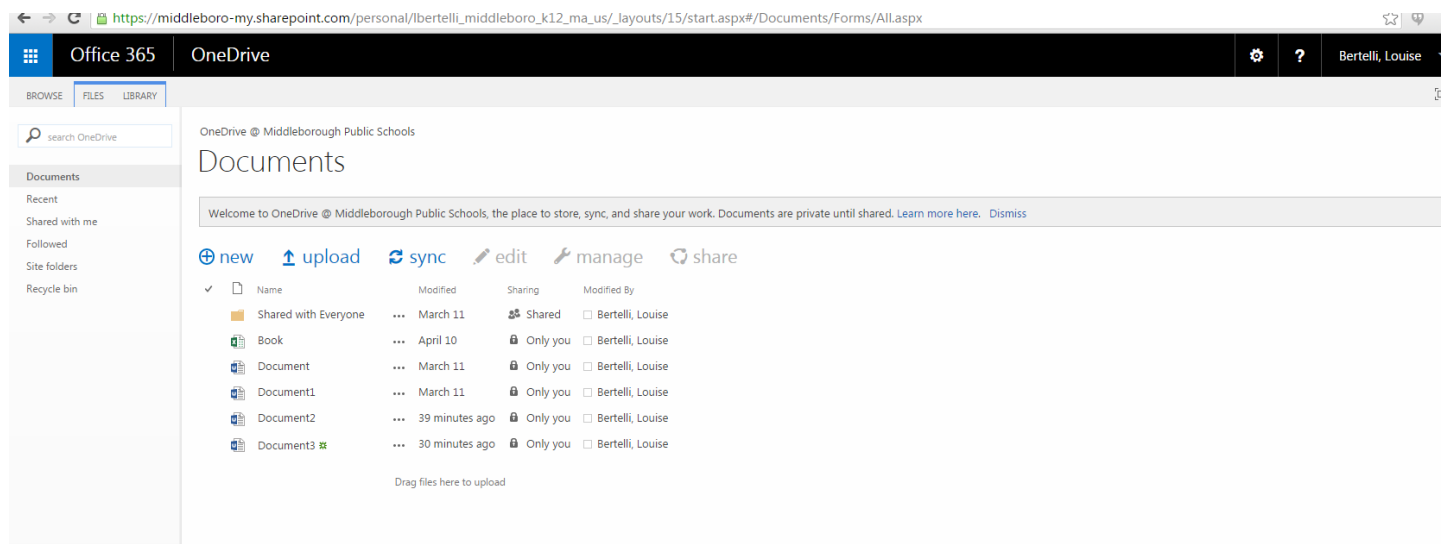 https://middleboro-my.sharepoint.com/personal/lbertelli_middleboro_k12_ma_us/_layouts/15/start.aspx#/Documents/Forms/All.aspx
Office 365 OneDrive ? Bertelli, Louise
BROWSE FILES LIBRARY
search OneDrive
Documents
Recent
Shared with me
Followed
Site folders
Recycle bin
OneDrive @ Middleborough Public Schools
Documents
Welcome to OneDrive @ Middleborough Public Schools, the place to store, sync, and share your work. Documents are private until shared. Learn more here. Dismiss
new upload sync edit manage share
Name Modified Sharing Modified By
Shared with Everyone ... March 11 Shared Bertelli, Louise
Book ... April 10 Only you Bertelli, Louise
Document ... March 11 Only you Bertelli, Louise
Document1 ... March 11 Only you Bertelli, Louise
Document2 ... 39 minutes ago Only you Bertelli, Louise
Document3 ... 30 minutes ago Only you Bertelli, Louise
Drag files here to upload